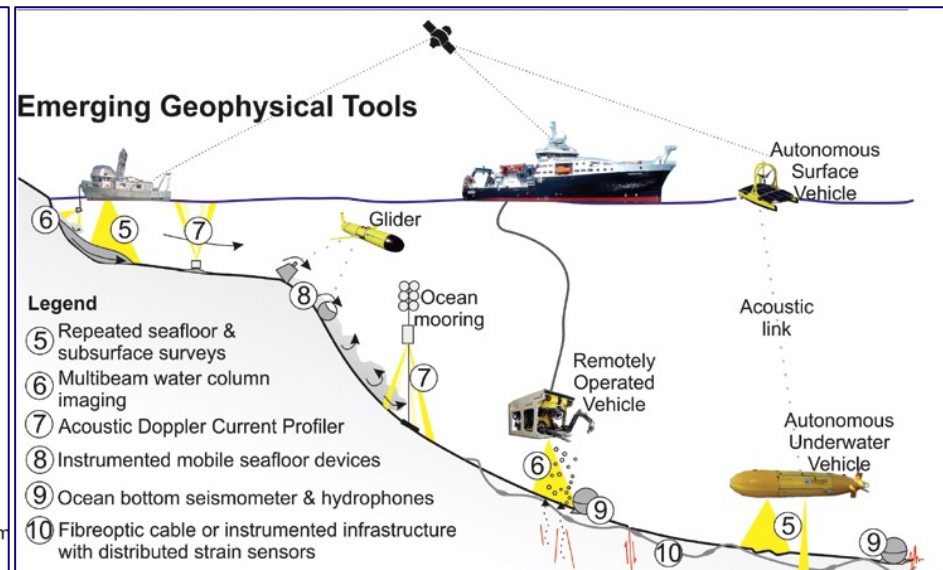 Emerging Geophysical Tools
Autonomous
Surface
Vehicle
6
5
7
Glider
8
Ocean
mooring
7
Acoustic
link
Remotely
Operated
Vehicle
Autonomous
Underwater
Vehicle
6
9
10
5
9
Legend
5 Repeated seafloor &
subsurface surveys
6 Multibeam water column
imaging
7 Acoustic Doppler Current Profiler
8 Instrumented mobile seafloor devices
9 Ocean bottom seismometer & hydrophones
10 Fibreoptic cable or instrumented infrastructure
with distributed strain sensors